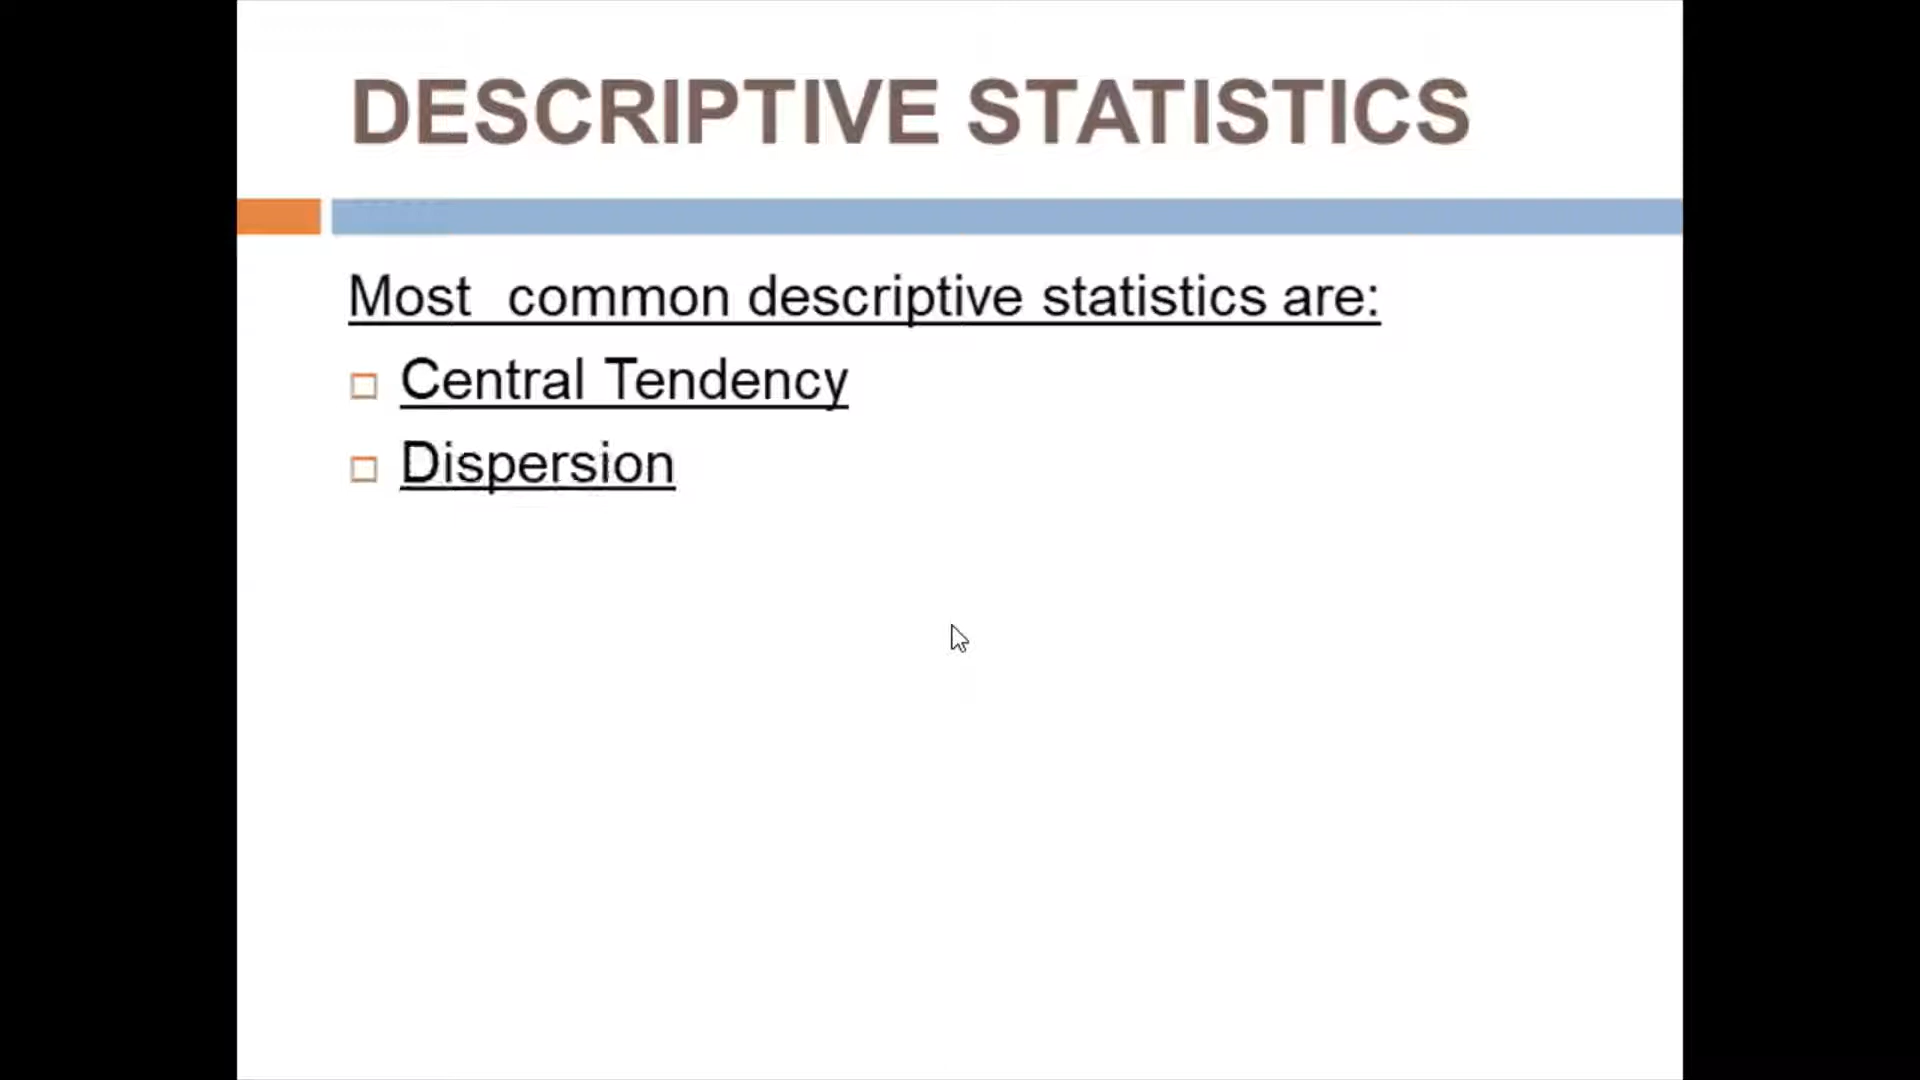 DESCRIPTIVE STATISTICS
Most  common descriptive statistics are:
Central Tendency
Dispersion